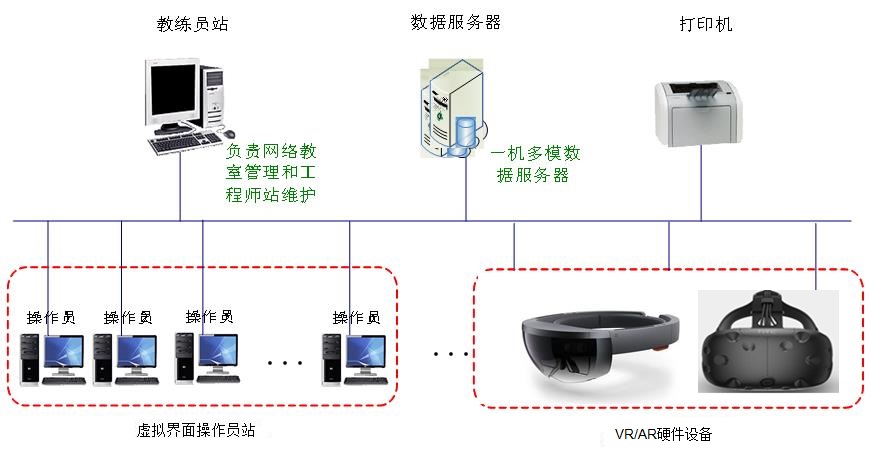 教练员站
数据服务器
打印机
负责网络教
室管理和工
程师站维护
一机多模数
据服务器
操作员
操作员
操作员
操作员
...
...
虚拟界面操作员站
VR/AR硬件设备